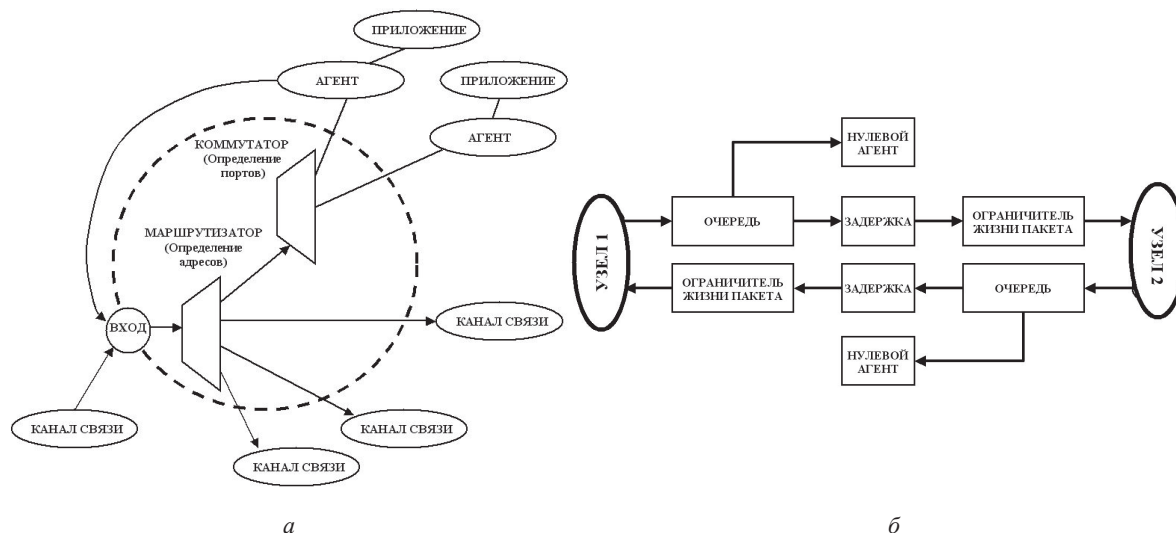 ПРИЛОЖЕНИЕ
АГЕНТ
ПРИЛОЖЕНИЕ
АГЕНТ
КОММУТАТОР
(Определение
портов)
МАРШРУТИЗАТОР
(Определение
адресов)
ВХОД
КАНАЛ СВЯЗИ
КАНАЛ СВЯЗИ
КАНАЛ СВЯЗИ
КАНАЛ СВЯЗИ
а
НУЛЕВОЙ
АГЕНТ
УЗЕЛ 1
ОЧЕРЕДЬ
ЗАДЕРЖКА
ОГРАНИЧИТЕЛЬ
ЖИЗНИ ПАКЕТА
УЗЕЛ 2
ОГРАНИЧИТЕЛЬ
ЖИЗНИ ПАКЕТА
ЗАДЕРЖКА
ОЧЕРЕДЬ
НУЛЕВОЙ
АГЕНТ
б